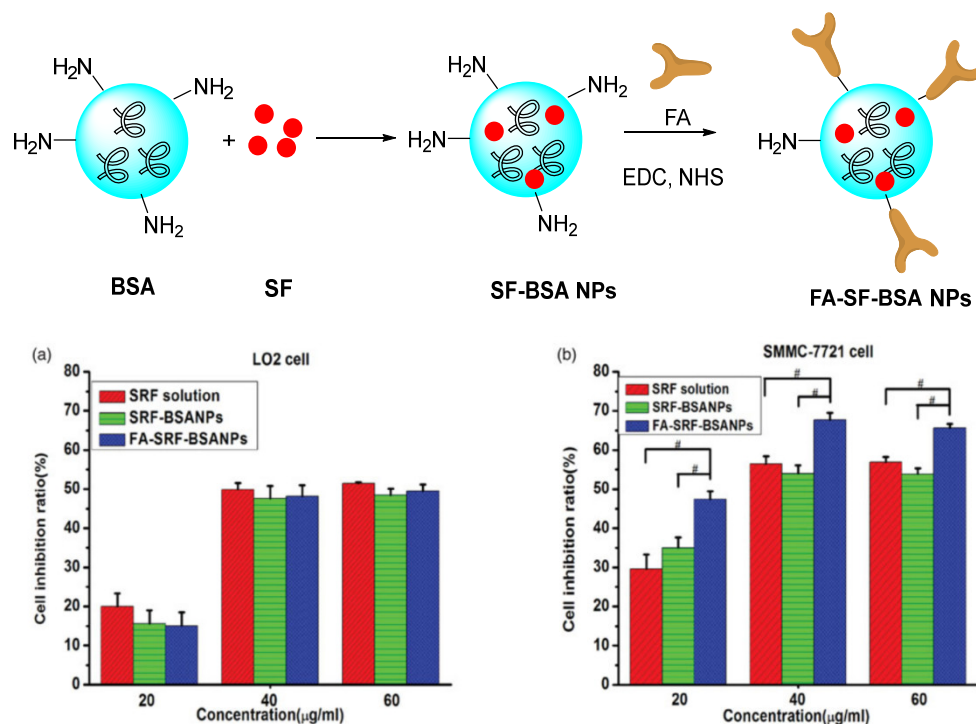 H₂N
NH₂
H₂N
NH₂
BSA
+
SF
H₂N
NH₂
H₂N
NH₂
SF-BSA NPs
FA
EDC, NHS
H₂N
FA-SF-BSA NPs
(a)
LO2 cell
SRF solution
SRF-BSANPs
FA-SRF-BSANPs
Cell inhibition ratio(%)
80
70
60
50
40
30
20
10
0
20 40 60
Concentration(μg/ml)
(b)
SMMC-7721 cell
SRF solution
SRF-BSANPs
FA-SRF-BSANPs
Cell inhibition ratio(%)
80
70
60
50
40
30
20
10
0
#
#
#
#
#
#
20 40 60
Concentration(μg/ml)